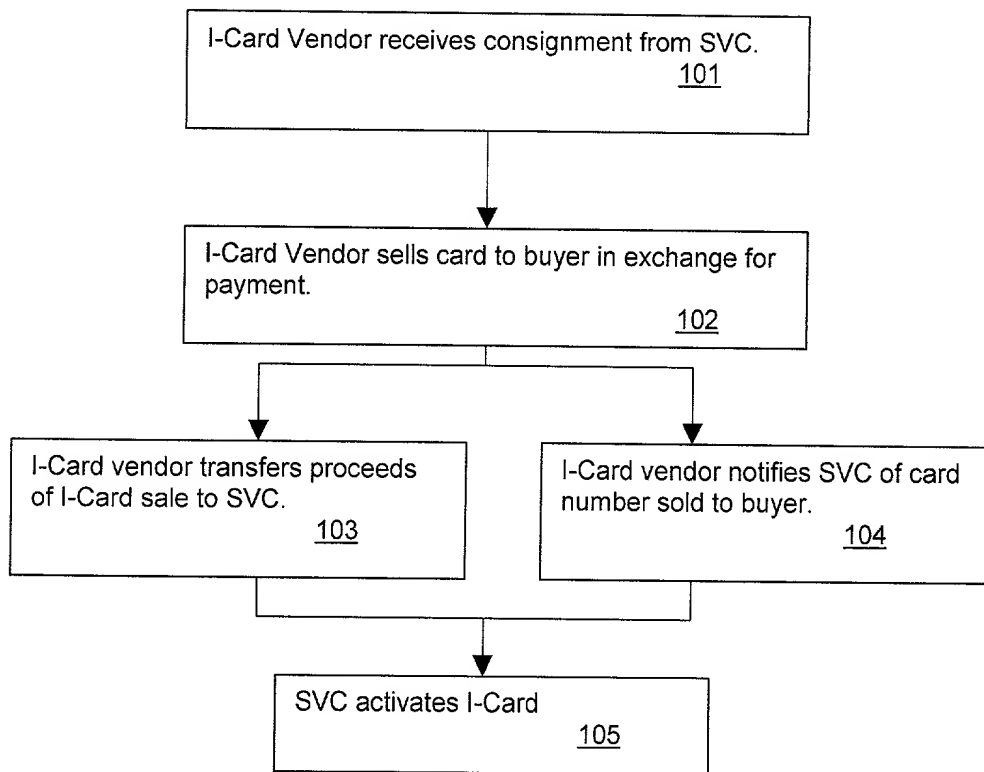 I-Card Vendor receives consignment from SVC.
101
I-Card Vendor sells card to buyer in exchange for
payment.
102
I-Card vendor transfers proceeds
of I-Card sale to SVC.
103
I-Card vendor notifies SVC of card
number sold to buyer.
104
SVC activates I-Card
105